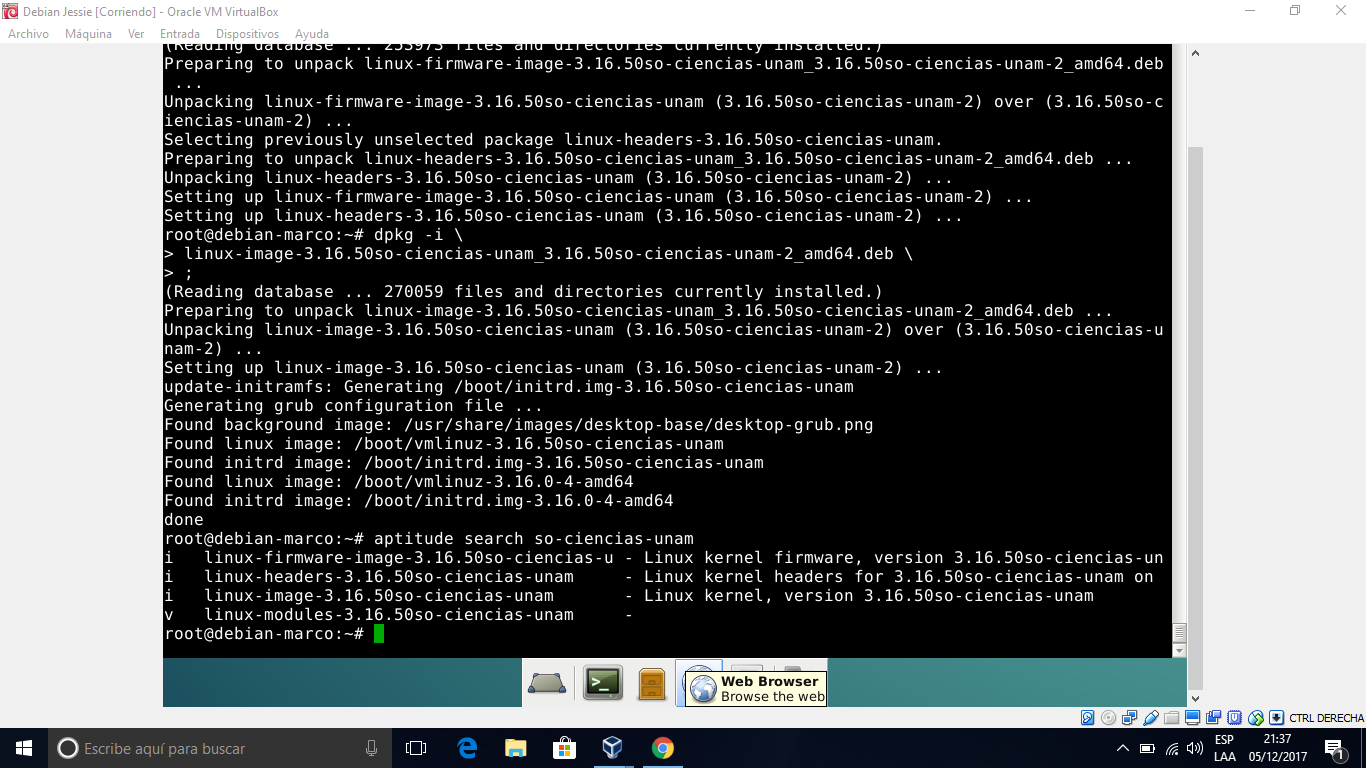 Debian Jessie [Corriendo] - Oracle VM VirtualBox
Archivo Máquina Ver Entrada Dispositivos Ayuda
(Reading database ... 253973 files and directories currently installed.)
Preparing to unpack linux-firmware-image-3.16.50so-ciencias-unam_3.16.50so-ciencias-unam-2_amd64.deb
...
Unpacking linux-firmware-image-3.16.50so-ciencias-unam (3.16.50so-ciencias-unam-2) over (3.16.50so-c
iencias-unam-2) ...
Selecting previously unselected package linux-headers-3.16.50so-ciencias-unam.
Preparing to unpack linux-headers-3.16.50so-ciencias-unam_3.16.50so-ciencias-unam-2_amd64.deb ...
Unpacking linux-headers-3.16.50so-ciencias-unam (3.16.50so-ciencias-unam-2) ...
Setting up linux-firmware-image-3.16.50so-ciencias-unam (3.16.50so-ciencias-unam-2) ...
Setting up linux-headers-3.16.50so-ciencias-unam (3.16.50so-ciencias-unam-2) ...
root@debian-marco:~# dpkg -i \
> linux-image-3.16.50so-ciencias-unam_3.16.50so-ciencias-unam-2_amd64.deb \
> ;
(Reading database ... 270059 files and directories currently installed.)
Preparing to unpack linux-image-3.16.50so-ciencias-unam_3.16.50so-ciencias-unam-2_amd64.deb ...
Unpacking linux-image-3.16.50so-ciencias-unam (3.16.50so-ciencias-unam-2) over (3.16.50so-ciencias-u
nam-2) ...
Setting up linux-image-3.16.50so-ciencias-unam (3.16.50so-ciencias-unam-2) ...
update-initramfs: Generating /boot/initrd.img-3.16.50so-ciencias-unam
Generating grub configuration file ...
Found background image: /usr/share/images/desktop-base/desktop-grub.png
Found linux image: /boot/vmlinuz-3.16.50so-ciencias-unam
Found initrd image: /boot/initrd.img-3.16.50so-ciencias-unam
Found linux image: /boot/vmlinuz-3.16.0-4-amd64
Found initrd image: /boot/initrd.img-3.16.0-4-amd64
done
root@debian-marco:~# aptitude search so-ciencias-unam
i linux-firmware-image-3.16.50so-ciencias-u - Linux kernel firmware, version 3.16.50so-ciencias-un
i linux-headers-3.16.50so-ciencias-unam - Linux kernel headers for 3.16.50so-ciencias-unam on
i linux-image-3.16.50so-ciencias-unam - Linux kernel, version 3.16.50so-ciencias-unam
v linux-modules-3.16.50so-ciencias-unam -
root@debian-marco:~#
Web Browser
Browse the web
CTRL DERECHA
Escribe aquí para buscar
ESP
LAA
21:37
05/12/2017
1